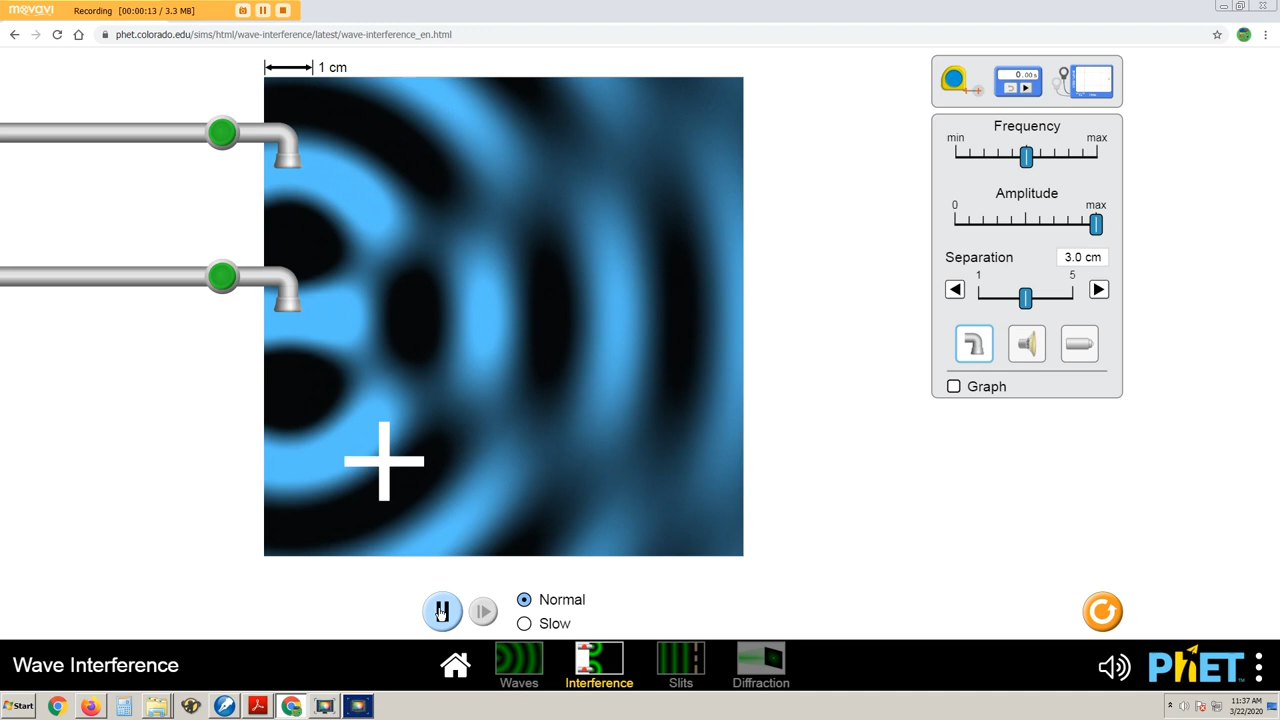 movavi Recording [00:00:13 / 3.3 MB]
phet.colorado.edu/sims/html/wave-interference/latest/wave-interference_en.html
1 cm
0.00s
Frequency
min max
Amplitude
0 max
Separation 3.0 cm
1 5
Graph
Normal
Slow
Wave Interference
Waves Interference Slits Diffraction
PhET
Start
11:37 AM
3/22/2020